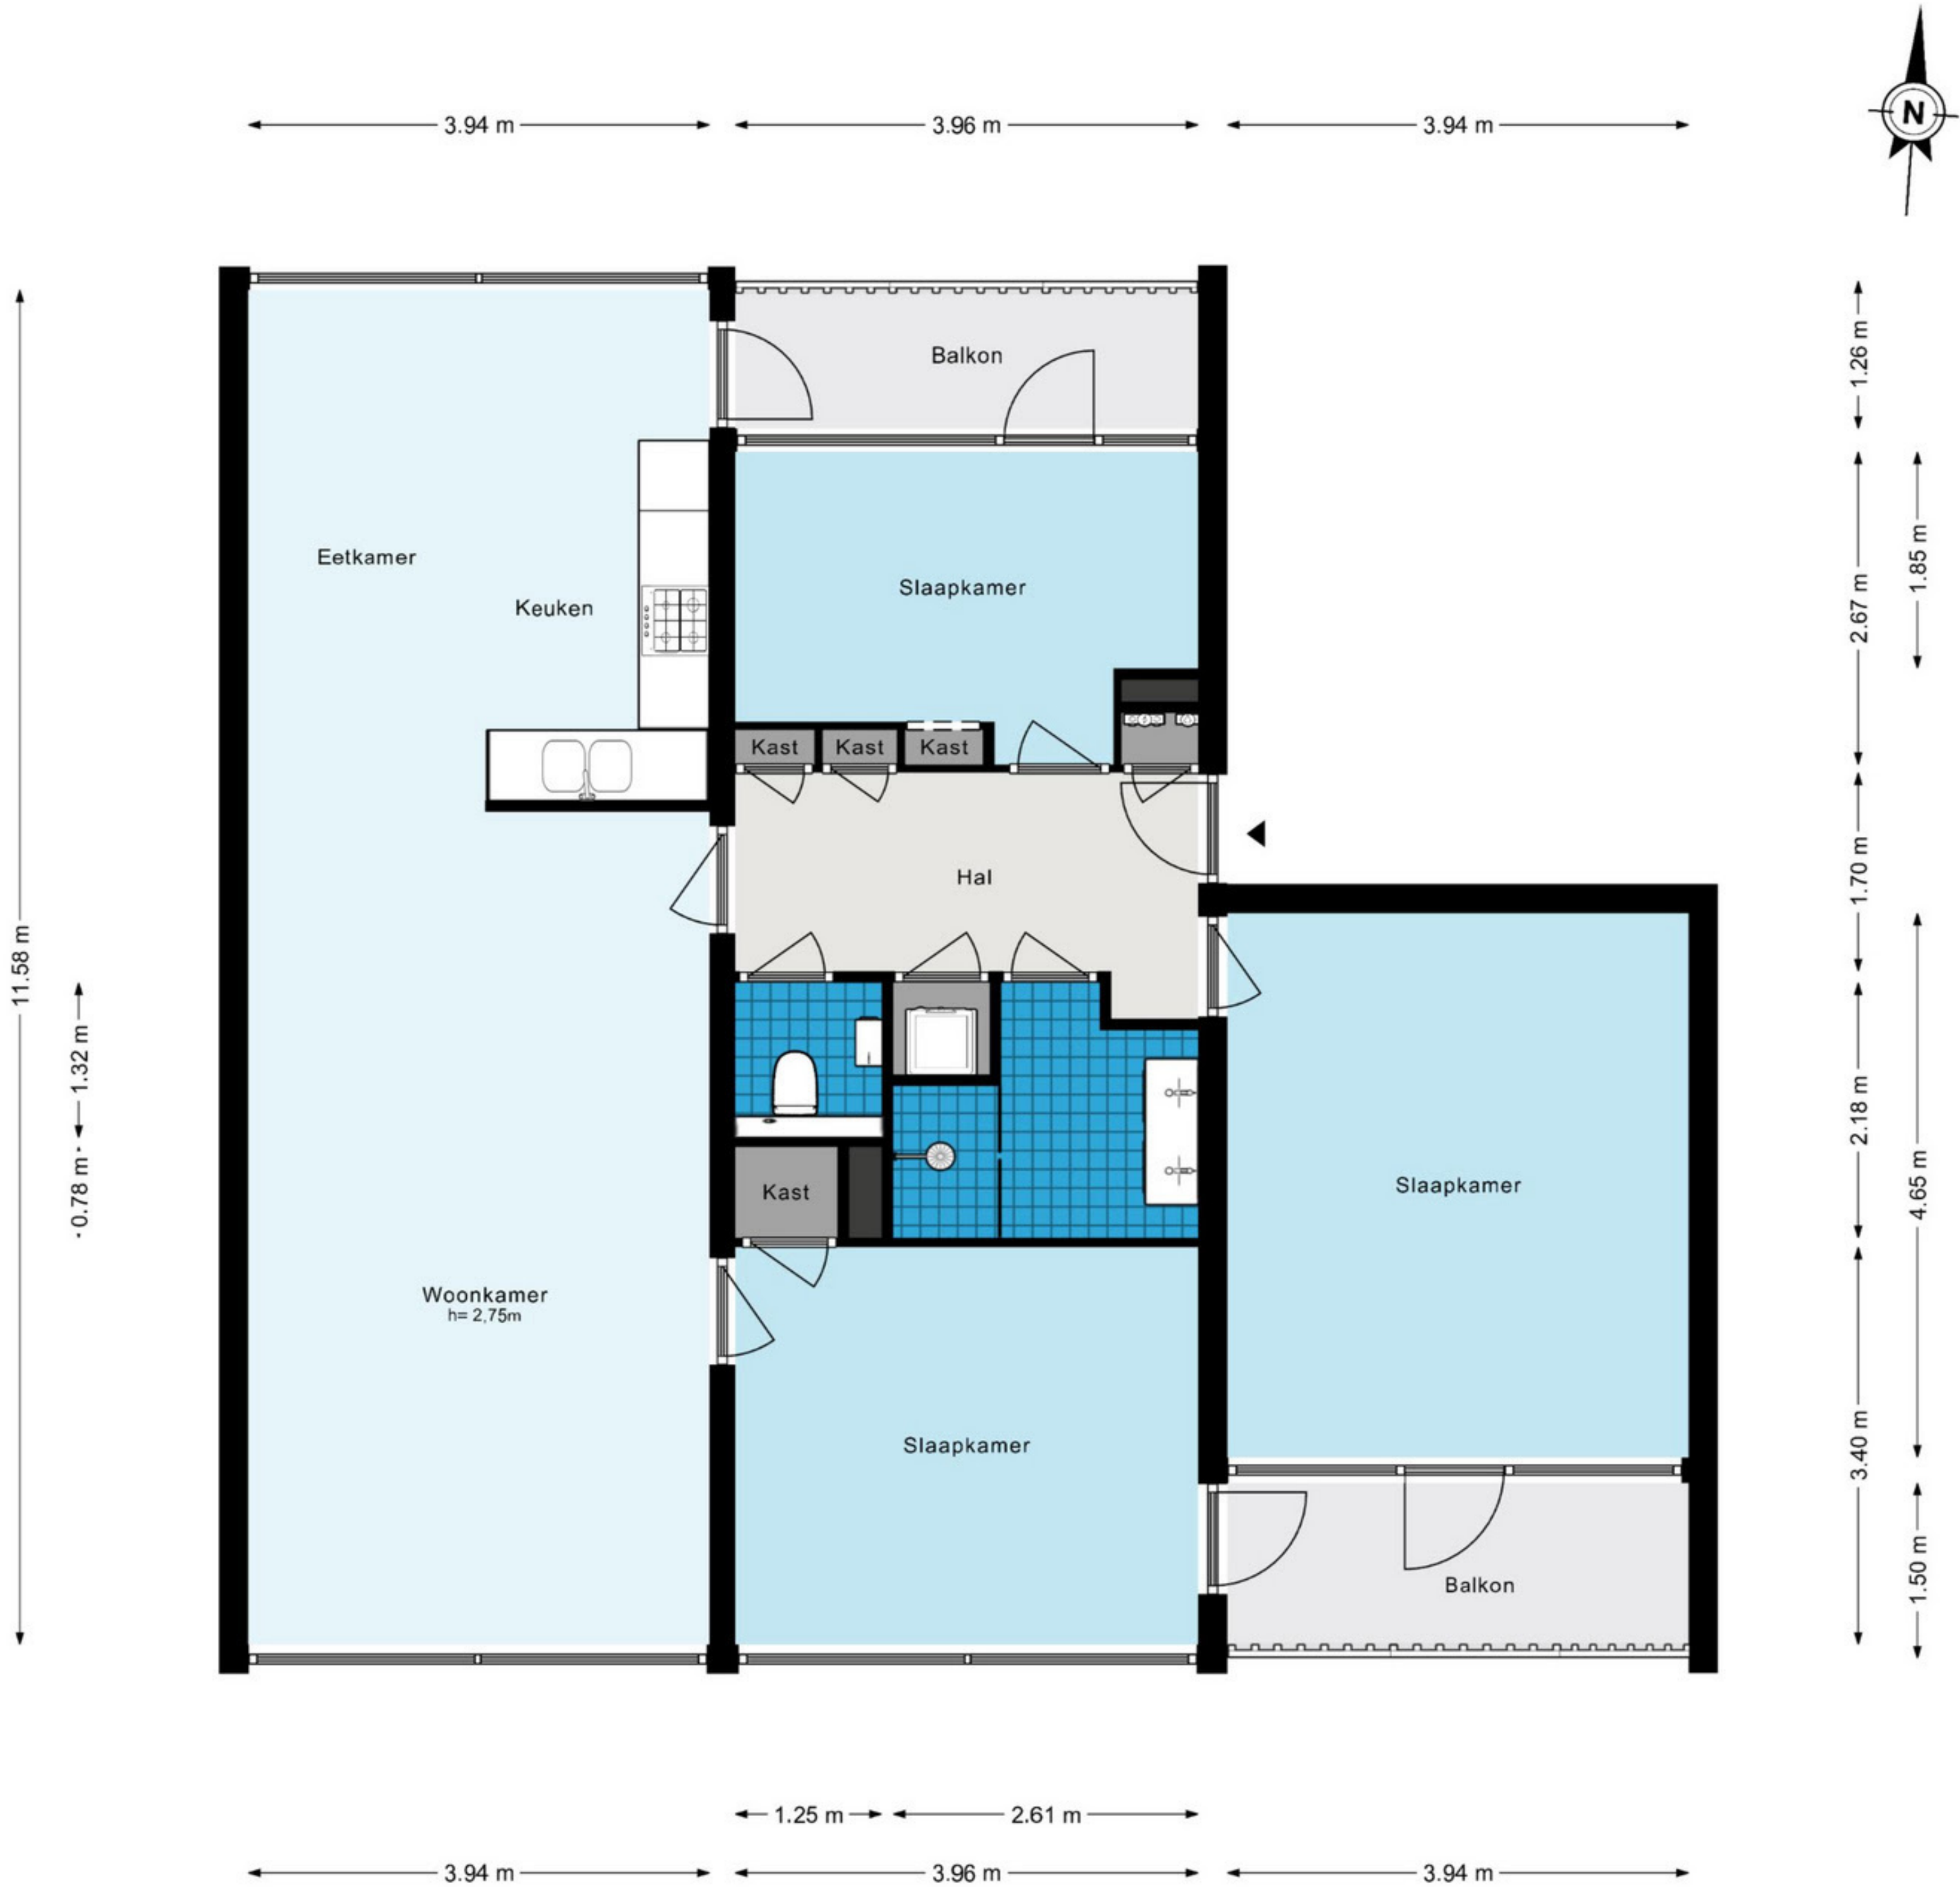 N
3.94 m
3.96 m
3.94 m
1.26 m
Balkon
1.85 m
Eetkamer
Slaapkamer
2.67 m
Keuken
Kast
Kast
Kast
1.70 m
Hal
11.58 m
1.32 m
2.18 m
0.78 m
Kast
Slaapkamer
4.65 m
Woonkamer
h= 2,75m
3.40 m
Slaapkamer
1.50 m
Balkon
1.25 m
2.61 m
3.94 m
3.96 m
3.94 m